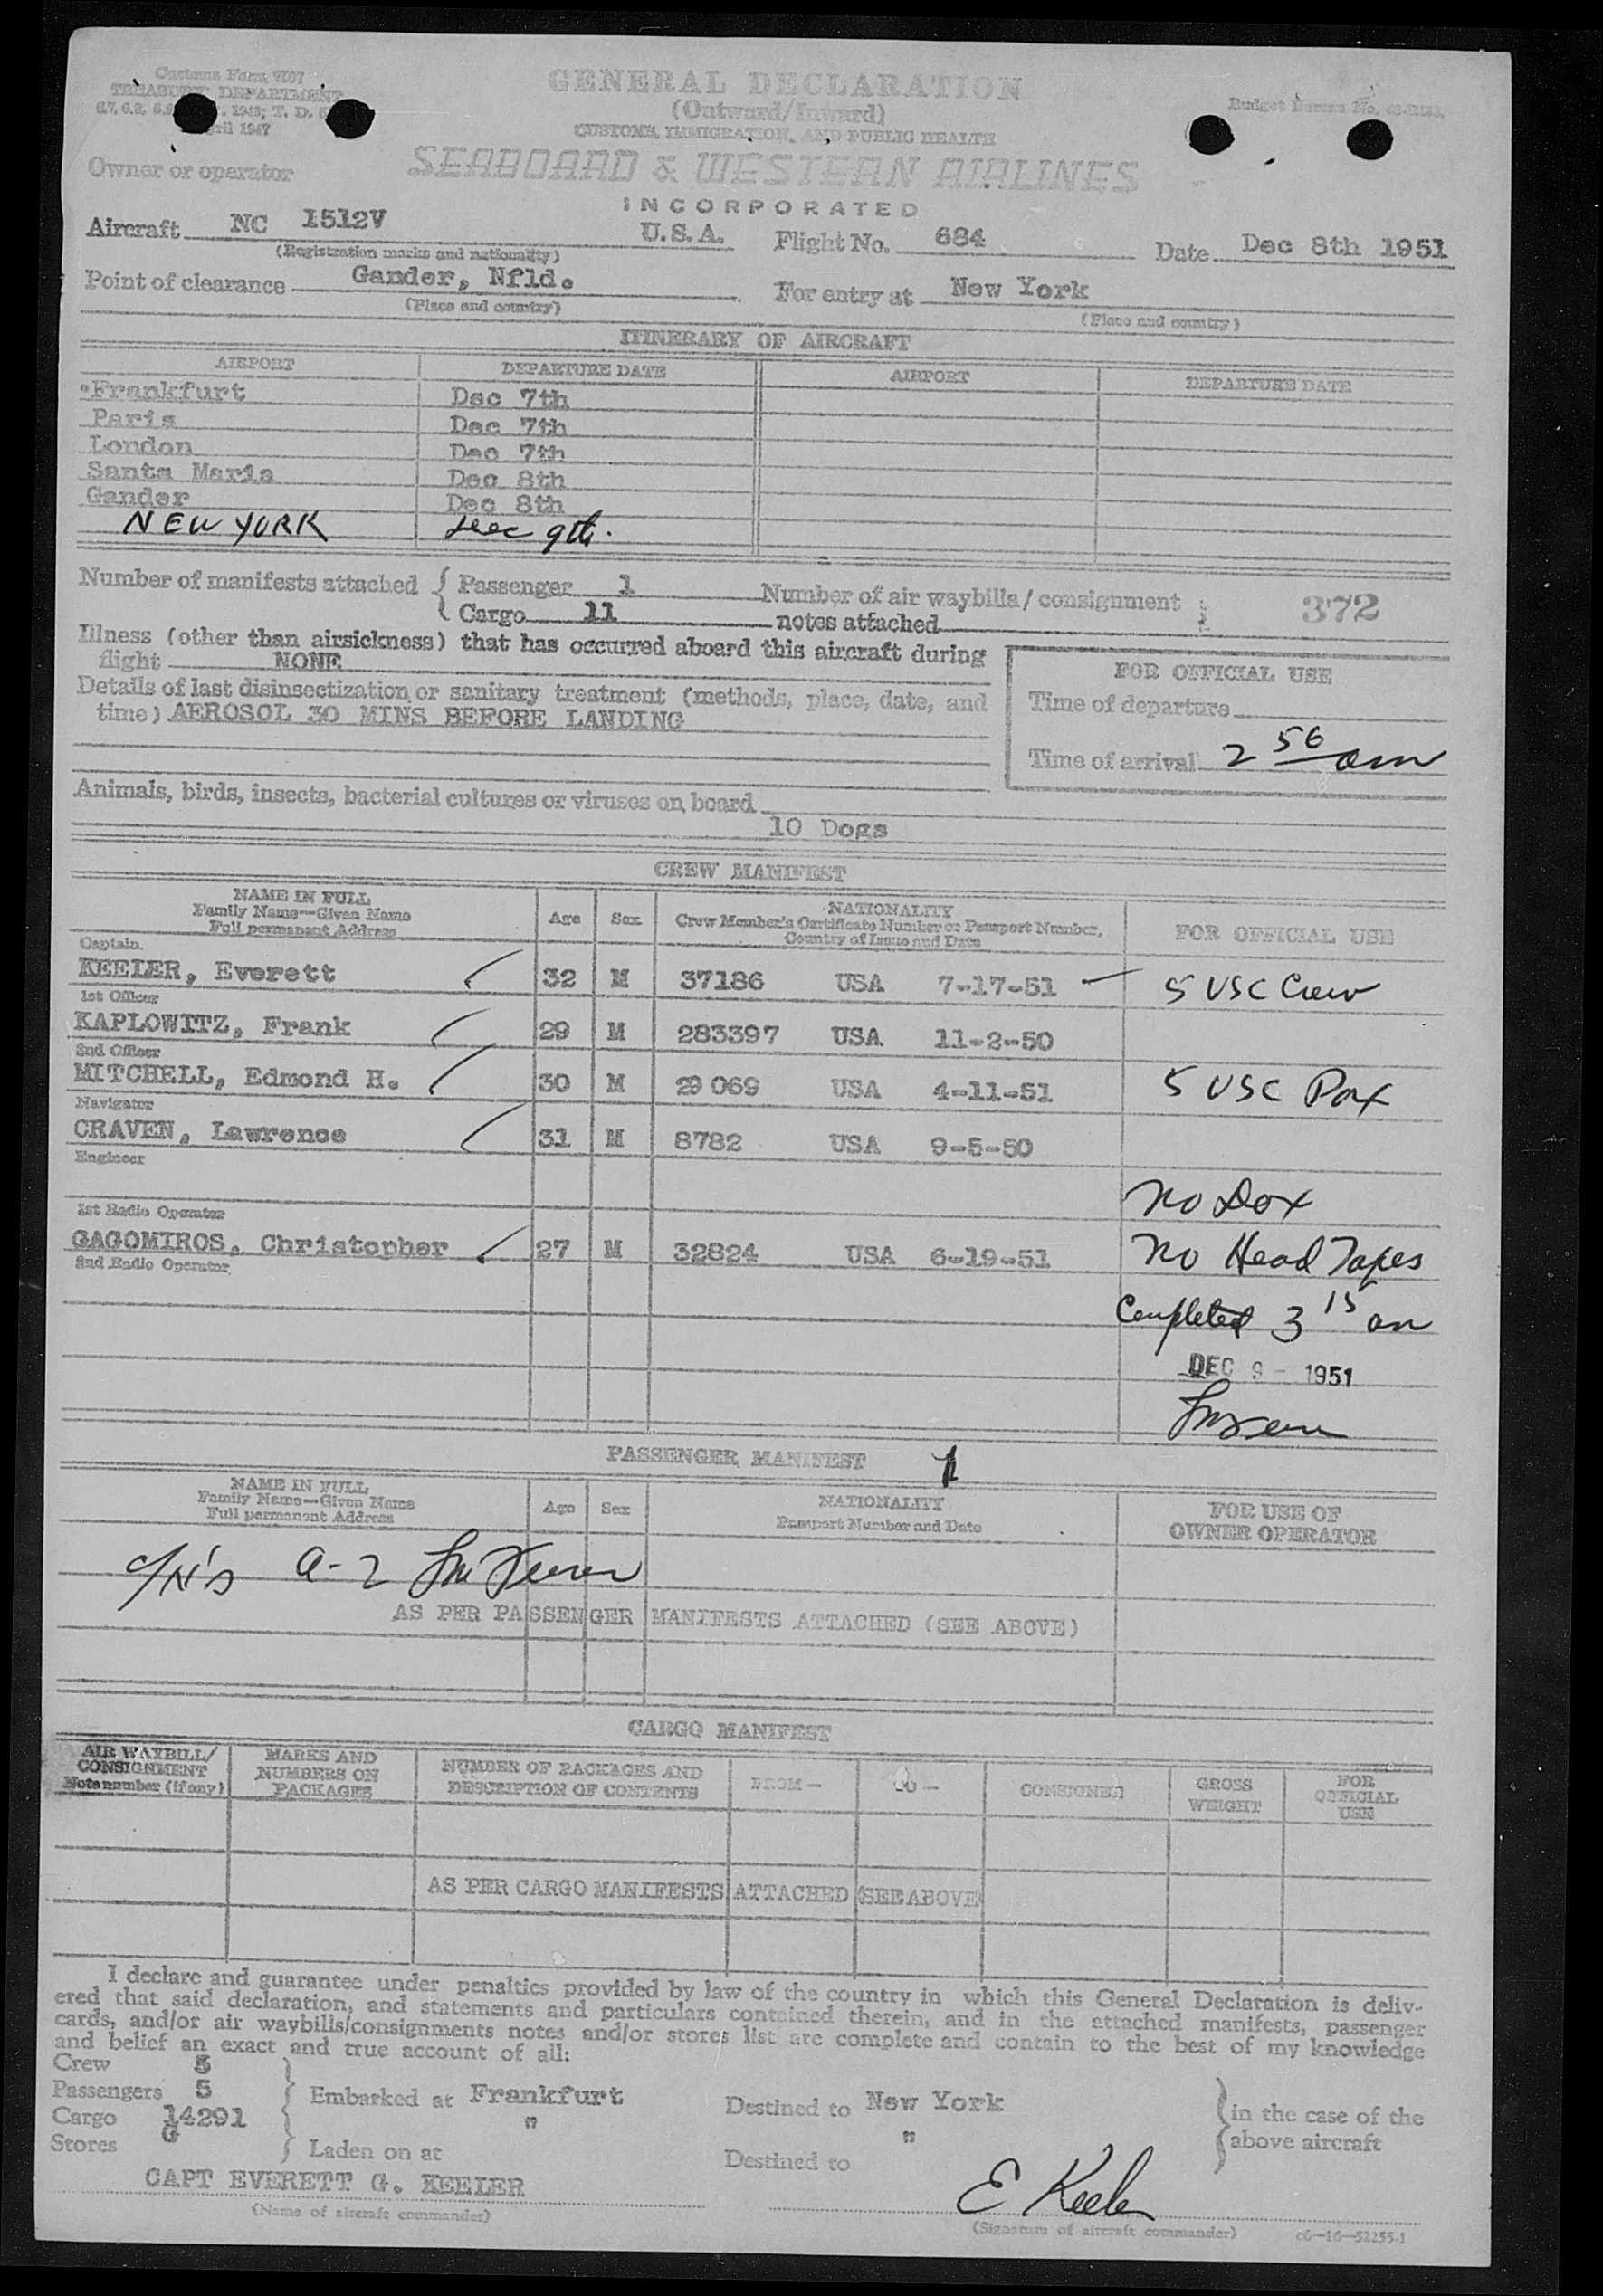 Customs Form 7507
TREASURY DEPARTMENT
1943; T. D.
April 1947
GENERAL DECLARATION
(Outward/Inward)
CUSTOMS, IMMIGRATION, AND PUBLIC HEALTH
Budget Bureau No.
Owner or operator SEABOARD & WESTERN AIRLINES
INCORPORATED
Aircraft NC 1512V U.S.A. Flight No. 684 Date Dec 8th 1951
(Registration marks and nationality)
Point of clearance Gander, Nfld. For entry at New York
(Place and country) (Place and country)
ITINERARY OF AIRCRAFT
AIRPORT DEPARTURE DATE AIRPORT DEPARTURE DATE
Frankfurt Dec 7th
Paris Dec 7th
London Dec 7th
Santa Maria Dec 8th
Gander Dec 8th
NEW YORK Dec 9th.
Number of manifests attached { Passenger 1 Number of air waybills/consignment 372
Cargo 11 notes attached
Illness (other than airsickness) that has occurred aboard this aircraft during
flight NONE
FOR OFFICIAL USE
Details of last disinsectization or sanitary treatment (methods, place, date, and
time) AEROSOL 30 MINS BEFORE LANDING
Time of departure
Time of arrival 2 56 am
Animals, birds, insects, bacterial cultures or viruses on board
10 Dogs
CREW MANIFEST
NAME IN FULL
Family Name—Given Name
Full permanent Address
Age Sex
NATIONALITY
Crew Member's Certificate Number or Passport Number,
Country of Issue and Date
FOR OFFICIAL USE
Captain
KEELER, Everett 32 M 37186 USA 7-17-51 5 USC Crew
1st Officer
KAPLOWITZ, Frank 29 M 283397 USA 11-2-50
2nd Officer
MITCHELL, Edmond H. 30 M 29 069 USA 4-11-51 5 USC Pax
Navigator
CRAVEN, Lawrence 31 M 8782 USA 9-5-50
Engineer
No Dox
1st Radio Operator
GAGOMIROS, Christopher 27 M 32824 USA 6-19-51 No Head Tapes
2nd Radio Operator
Completed 3 15 am
DEC 9 - 1951
PASSENGER MANIFEST 1
NAME IN FULL
Family Name—Given Name
Full permanent Address
Age Sex
NATIONALITY
Passport Number and Date
FOR USE OF
OWNER OPERATOR
a-2
AS PER PASSENGER MANIFESTS ATTACHED (SEE ABOVE)
CARGO MANIFEST
AIR WAYBILL/
CONSIGNMENT
Note number (if any)
MARKS AND
NUMBERS ON
PACKAGES
NUMBER OF PACKAGES AND
DESCRIPTION OF CONTENTS
FROM— TO— CONSIGNEE
GROSS
WEIGHT
FOR
OFFICIAL
USE
AS PER CARGO MANIFESTS ATTACHED (SEE ABOVE)
I declare and guarantee under penalties provided by law of the country in which this General Declaration is deliv-
ered that said declaration, and statements and particulars contained therein, and in the attached manifests, passenger
cards, and/or air waybills/consignments notes and/or stores list are complete and contain to the best of my knowledge
and belief an exact and true account of all:
Crew 5
Passengers 5 Embarked at Frankfurt Destined to New York in the case of the
Cargo 14291 " " above aircraft
Stores G Laden on at Destined to
CAPT EVERETT G. KEELER E Keeler
(Name of aircraft commander) (Signature of aircraft commander) c6—16—52255-1